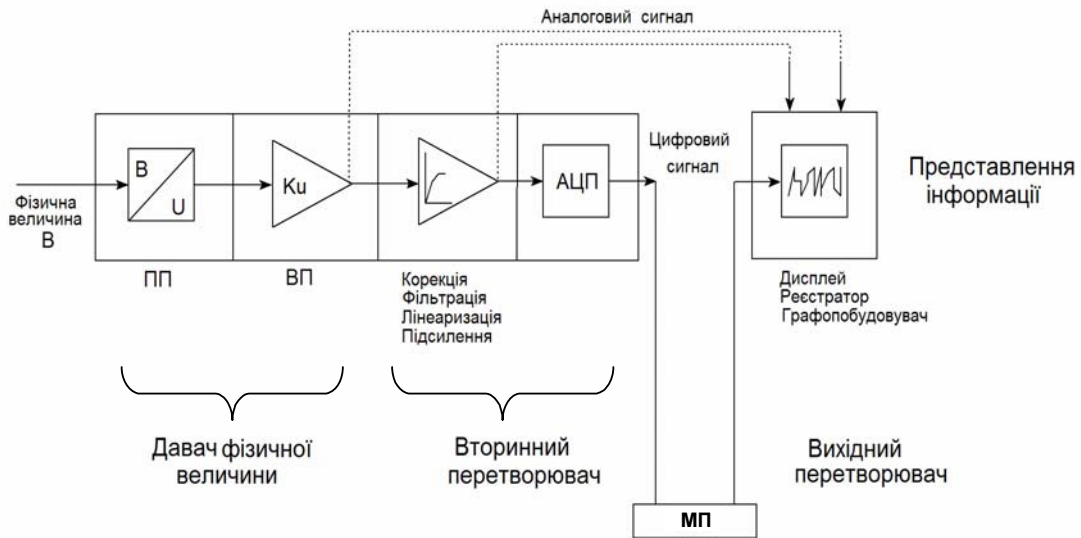 Аналоговий сигнал
Цифровий
сигнал
Представлення
інформації
B
U
Ku
АЦП
Фізична
величина
В
ПП
ВП
Корекція
Фільтрація
Лінеаризація
Підсилення
Дисплей
Реєстратор
Графопобудовувач
Давач фізичної
величини
Вторинний
перетворювач
Вихідний
перетворювач
МП